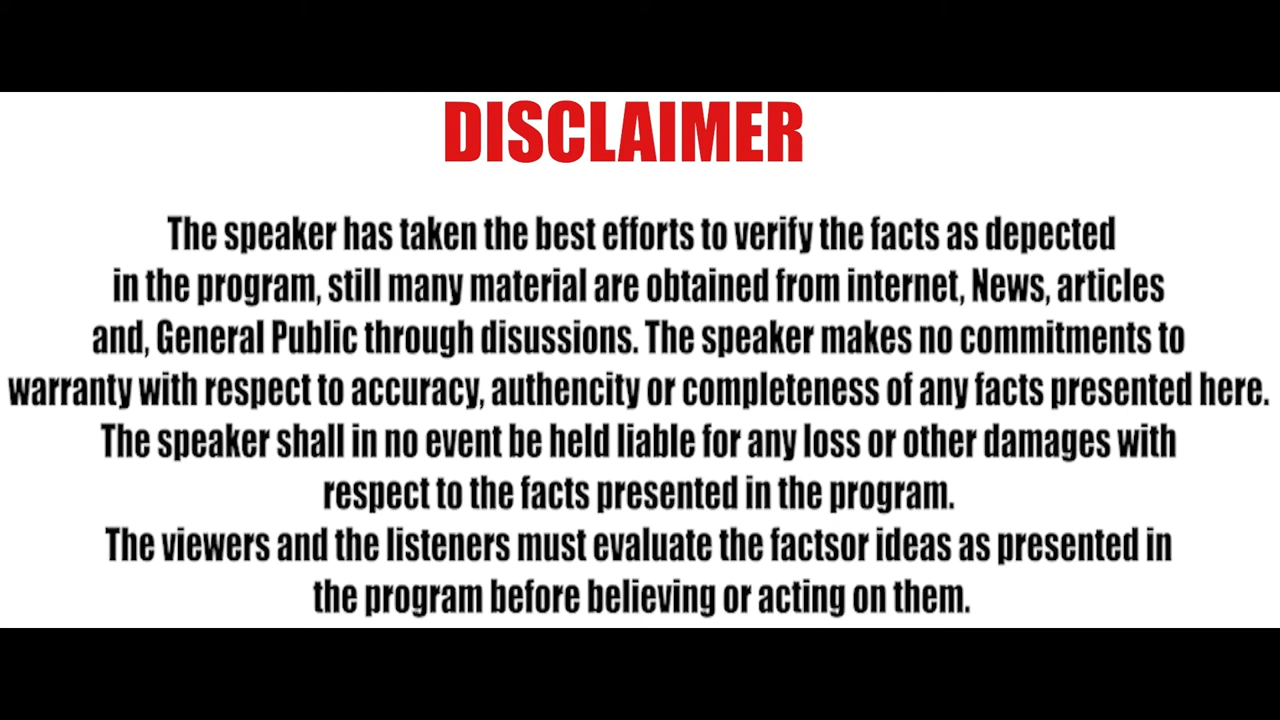 DISCLAIMER
The speaker has taken the best efforts to verify the facts as depected
in the program, still many material are obtained from internet, News, articles
and, General Public through disussions. The speaker makes no commitments to
warranty with respect to accuracy, authencity or completeness of any facts presented here.
The speaker shall in no event be held liable for any loss or other damages with
respect to the facts presented in the program.
The viewers and the listeners must evaluate the factsor ideas as presented in
the program before believing or acting on them.